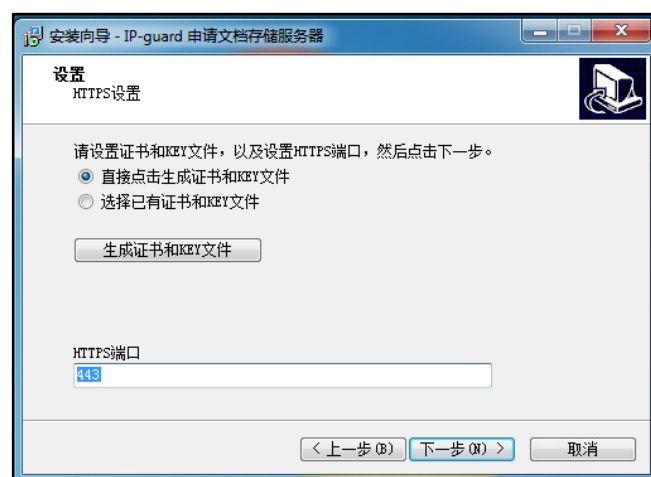 安装向导 - IP-guard 申请文档存储服务器
设置
HTTPS设置
请设置证书和KEY文件，以及设置HTTPS端口，然后点击下一步。
直接点击生成证书和KEY文件
选择已有证书和KEY文件
生成证书和KEY文件
HTTPS端口
443
< 上一步(B) 下一步(N) > 取消